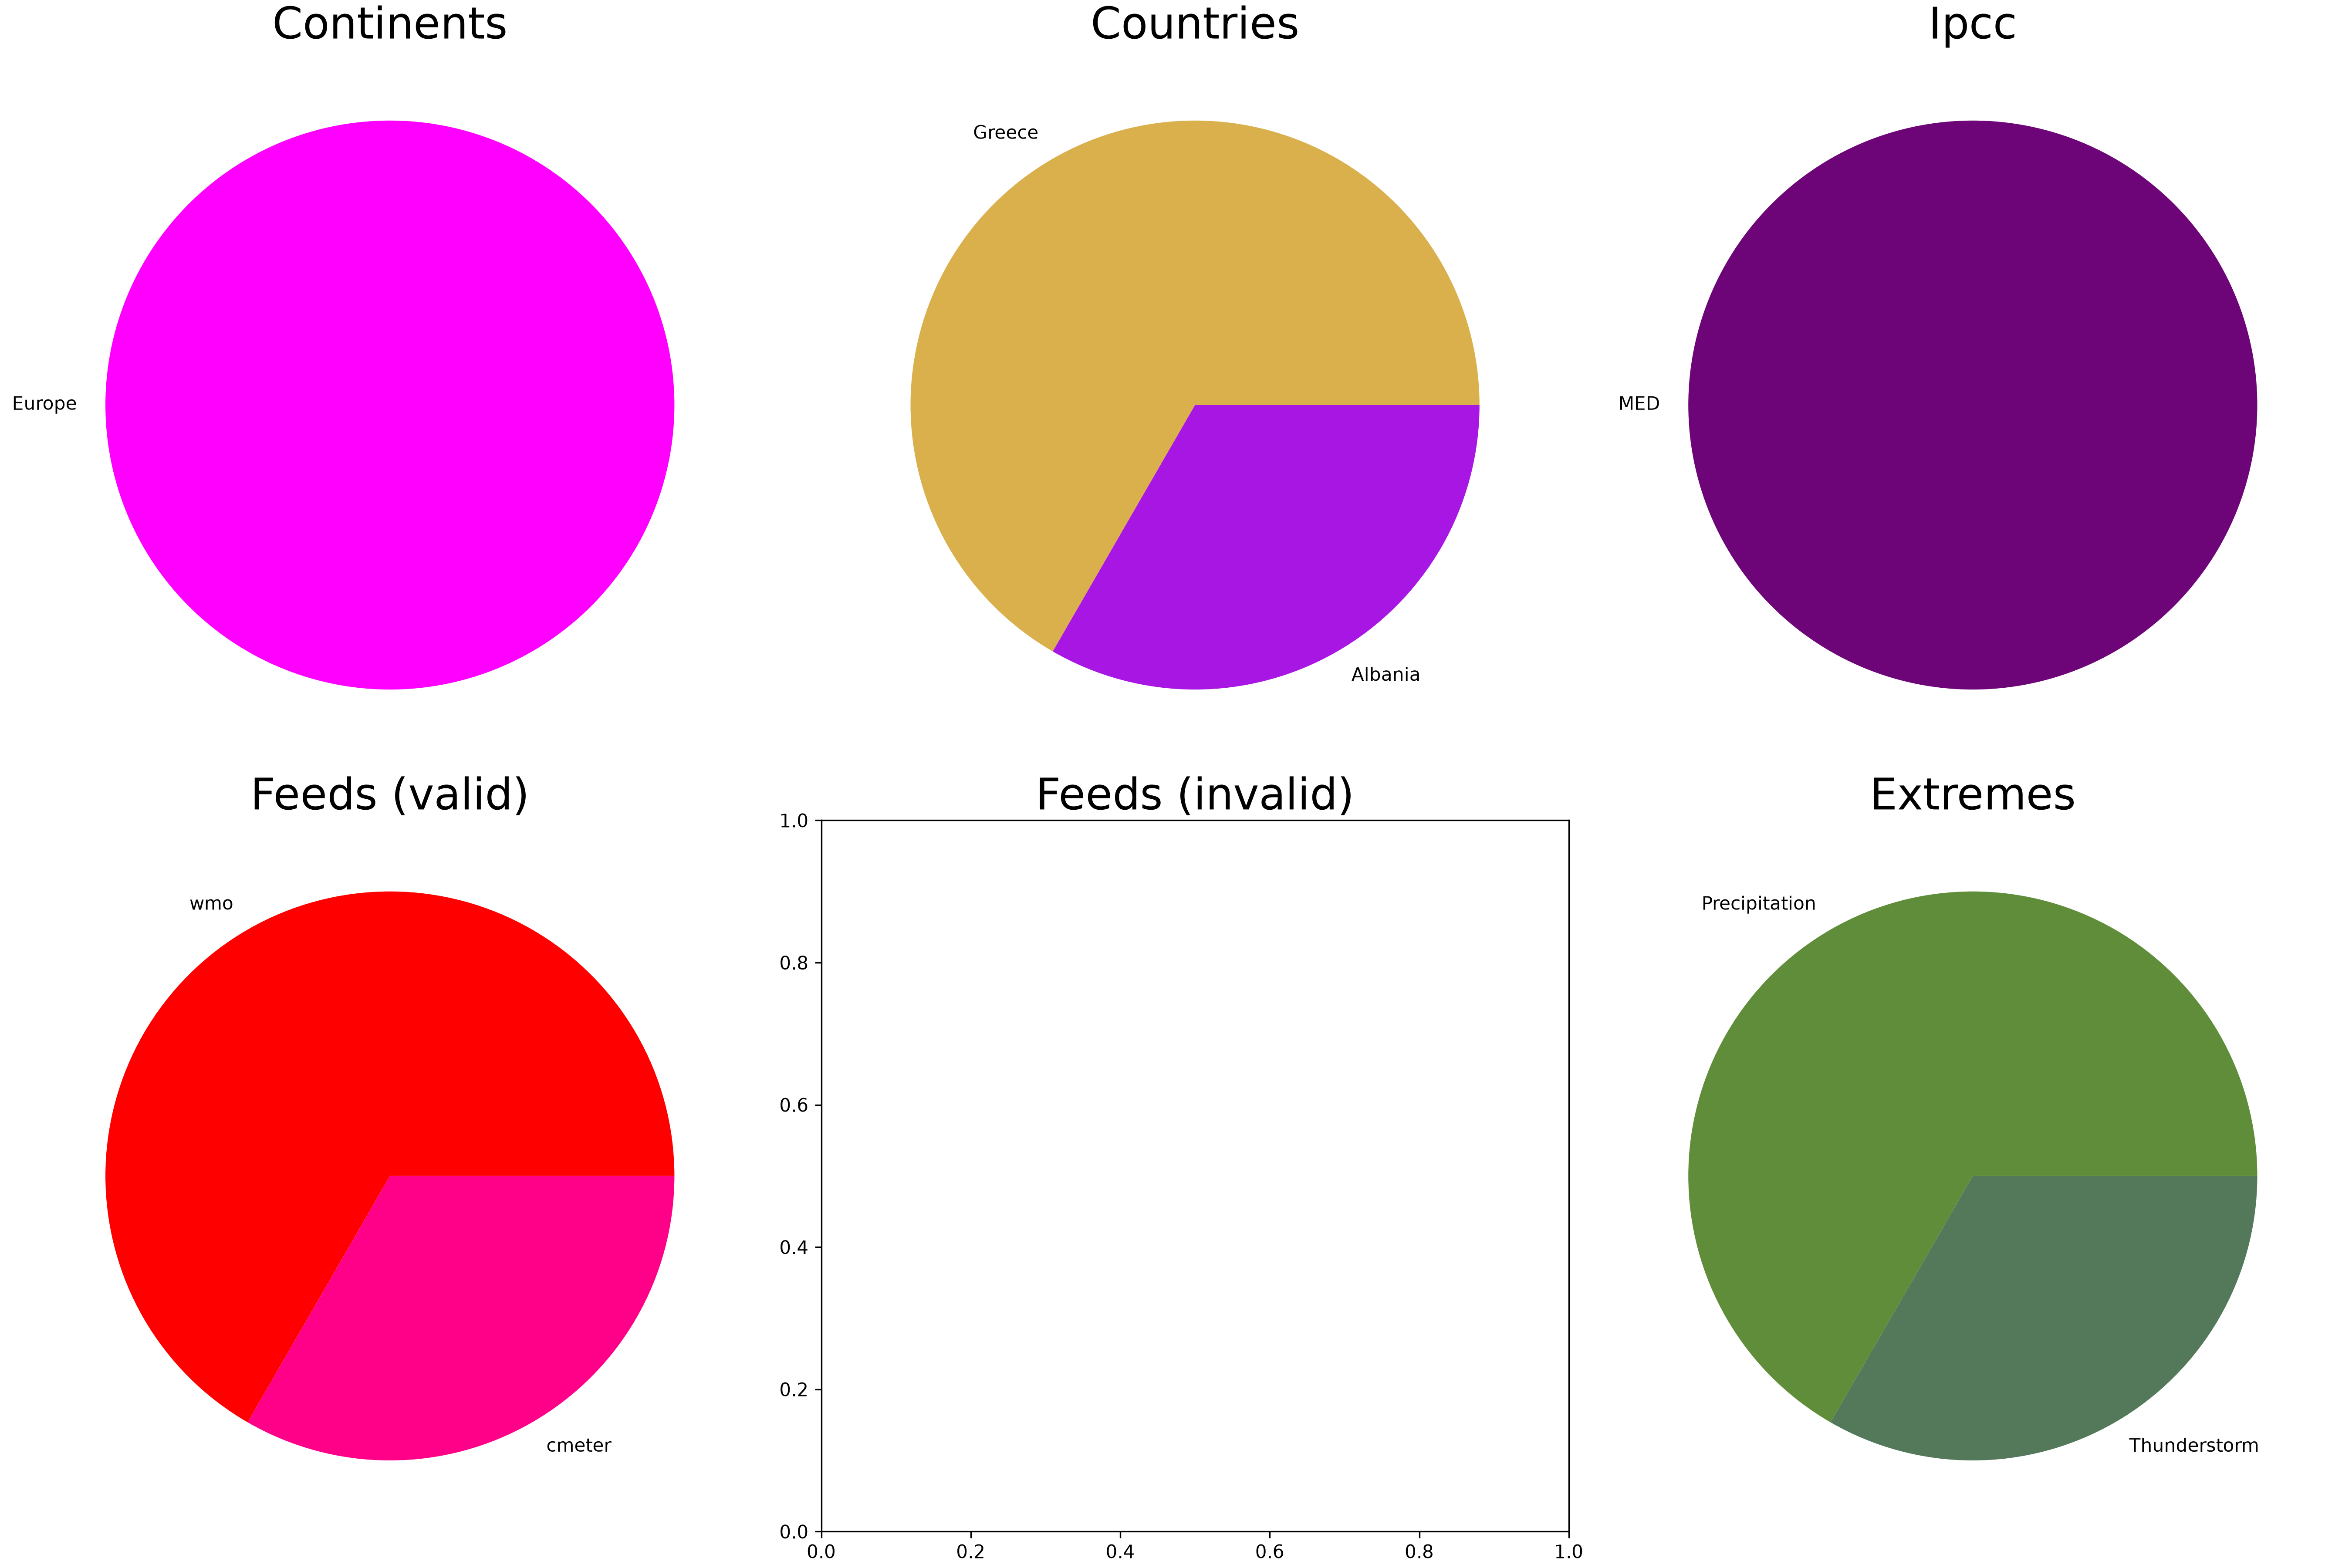 Continents
Countries
Ipcc
Greece
Europe
MED
Albania
Feeds (valid)
Feeds (invalid)
Extremes
1.0
wmo
Precipitation
0.8
0.6
0.4
0.2
cmeter
Thunderstorm
0.0
0.0 0.2 0.4 0.6 0.8 1.0